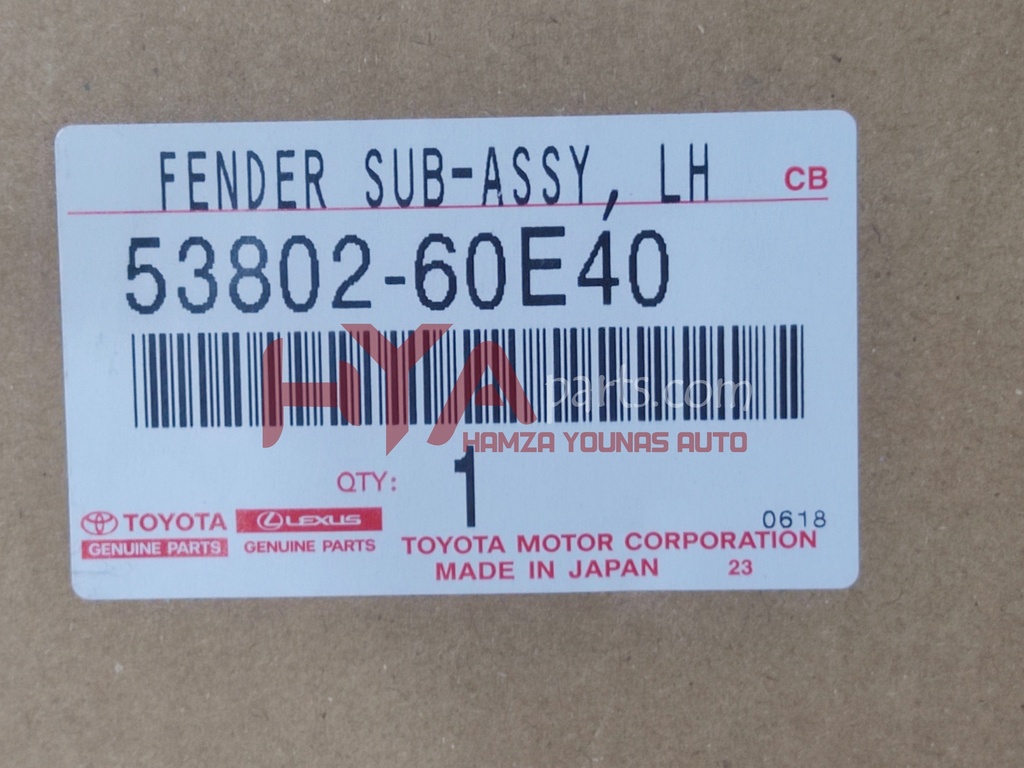 FENDER SUB-ASSY, LH CB
53802-60E40
HYA parts.com
HAMZA YOUNAS AUTO
QTY: 1
TOYOTA LEXUS 0618
GENUINE PARTS GENUINE PARTS TOYOTA MOTOR CORPORATION
MADE IN JAPAN 23